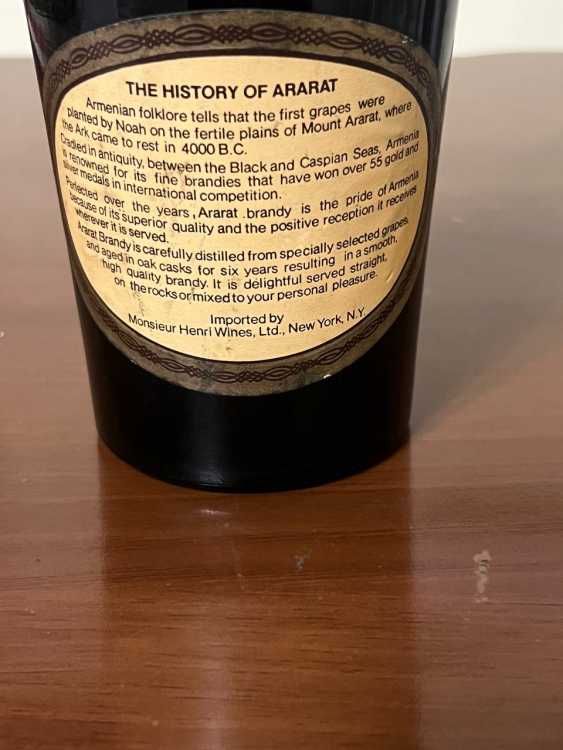 THE HISTORY OF ARARAT
Armenian folklore tells that the first grapes were
planted by Noah on the fertile plains of Mount Ararat, where
the Ark came to rest in 4000 B.C.
Cradled in antiquity, between the Black and Caspian Seas, Armenia
is renowned for its fine brandies that have won over 55 gold and
silver medals in international competition.
Perfected over the years, Ararat brandy is the pride of Armenia
because of its superior quality and the positive reception it receives
wherever it is served.
Ararat Brandy is carefully distilled from specially selected grapes,
and aged in oak casks for six years resulting in a smooth,
high quality brandy. It is delightful served straight,
on the rocks or mixed to your personal pleasure.
Imported by
Monsieur Henri Wines, Ltd., New York, N.Y.